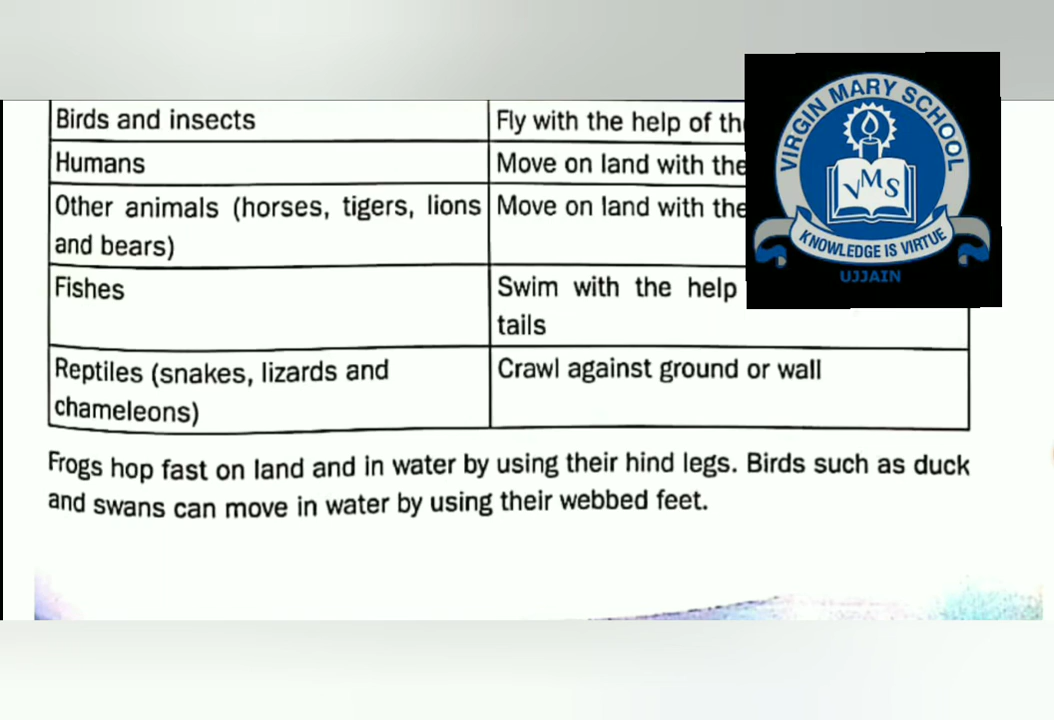 Birds and insects
Fly with the help of
Humans
Move on land with the
Other animals (horses, tigers, lions
and bears)
Move on land with the
Fishes
Swim with the help
tails
Reptiles (snakes, lizards and
chameleons)
Crawl against ground or wall
Frogs hop fast on land and in water by using their hind legs. Birds such as duck
and swans can move in water by using their webbed feet.
VIRGIN MARY SCHOOL
VMS
KNOWLEDGE IS VIRTUE
UJJAIN